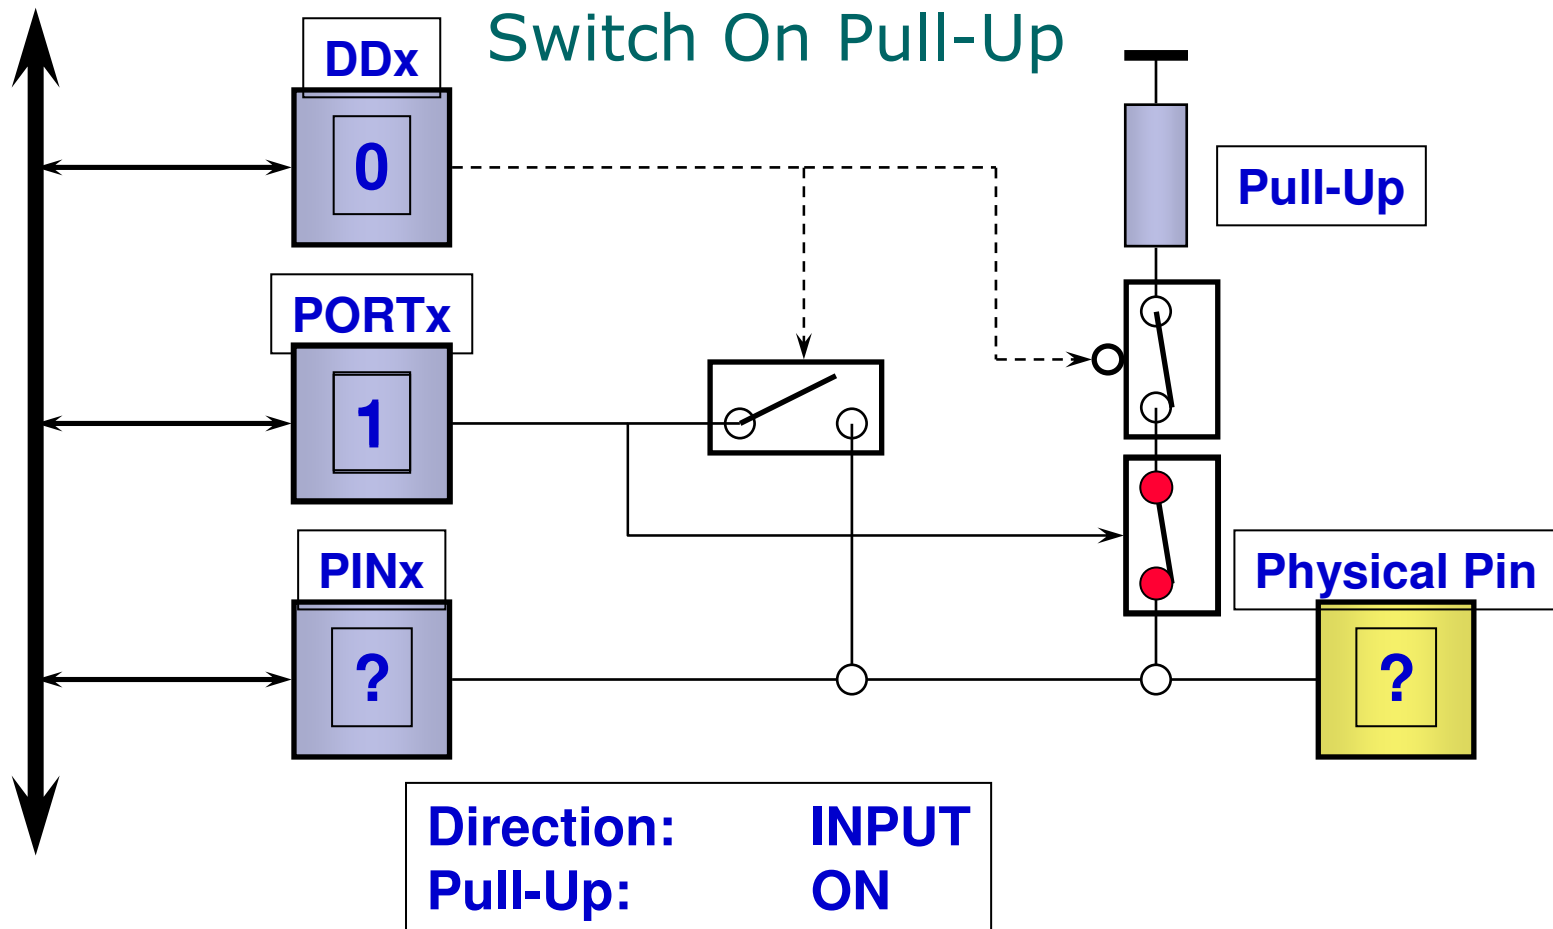 Switch On Pull-Up
DDx
0
Pull-Up
PORTx
1
PINx
?
Physical Pin
?
Direction: INPUT
Pull-Up: ON